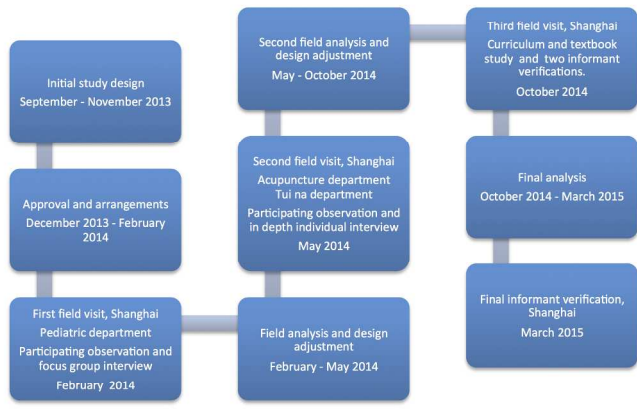 Initial study design
September - November 2013
Approval and arrangements
December 2013 - February
2014
First field visit, Shanghai
Pediatric department
Participating observation and
focus group interview
February 2014
Field analysis and design
adjustment
February - May 2014
Second field visit, Shanghai
Acupuncture department
Tui na department
Participating observation and
in depth individual interview
May 2014
Second field analysis and
design adjustment
May - October 2014
Third field visit, Shanghai
Curriculum and textbook
study and two informant
verifications.
October 2014
Final analysis
October 2014 - March 2015
Final informant verification,
Shanghai
March 2015